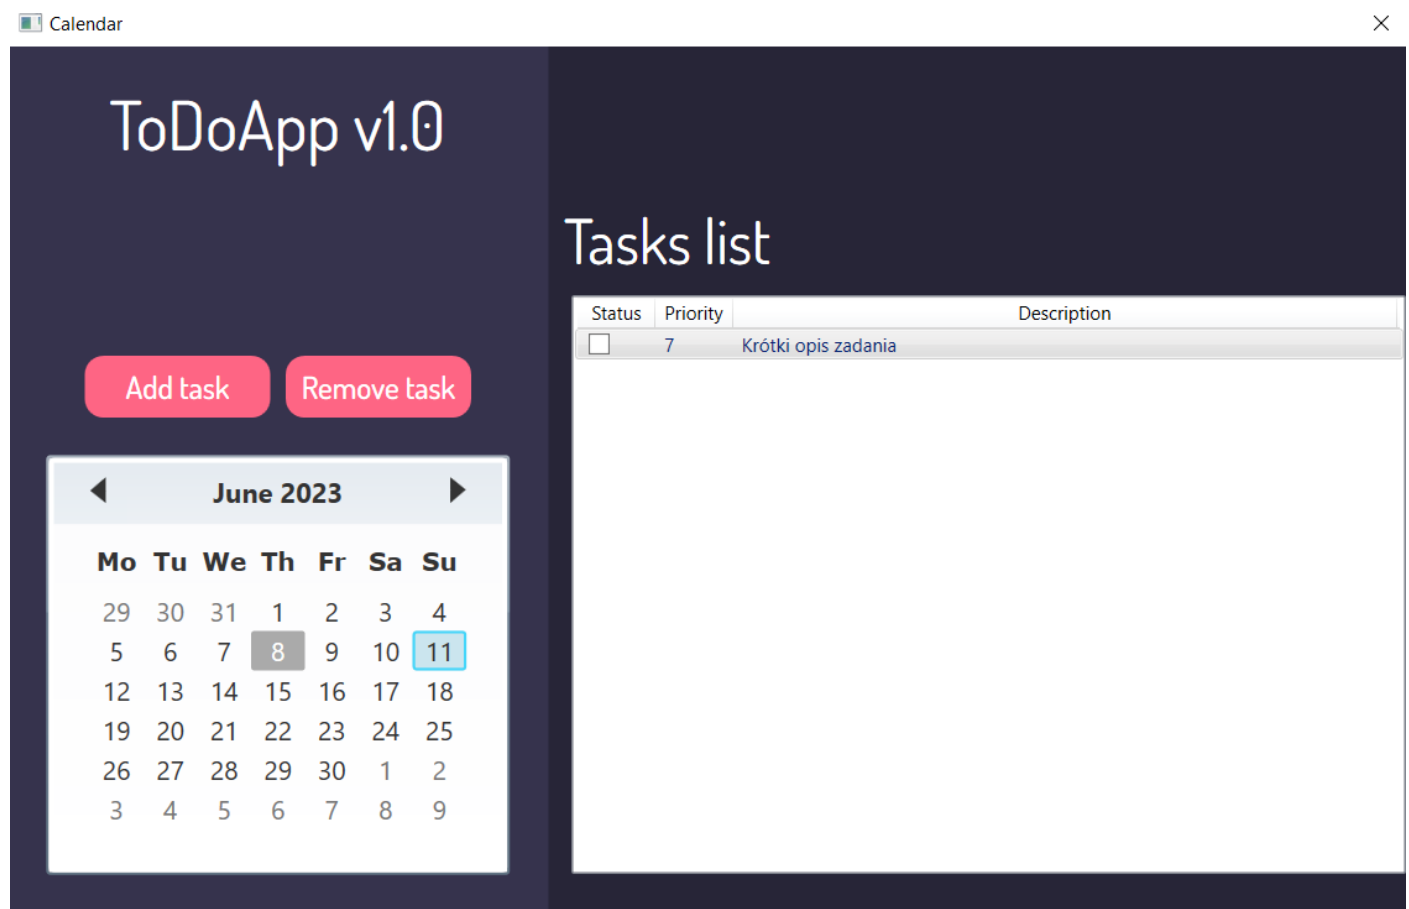 Calendar
ToDoApp v1.0
Add task Remove task
June 2023
Mo Tu We Th Fr Sa Su
29 30 31 1 2 3 4
5 6 7 8 9 10 11
12 13 14 15 16 17 18
19 20 21 22 23 24 25
26 27 28 29 30 1 2
3 4 5 6 7 8 9
Tasks list
Status Priority Description
7 Krótki opis zadania